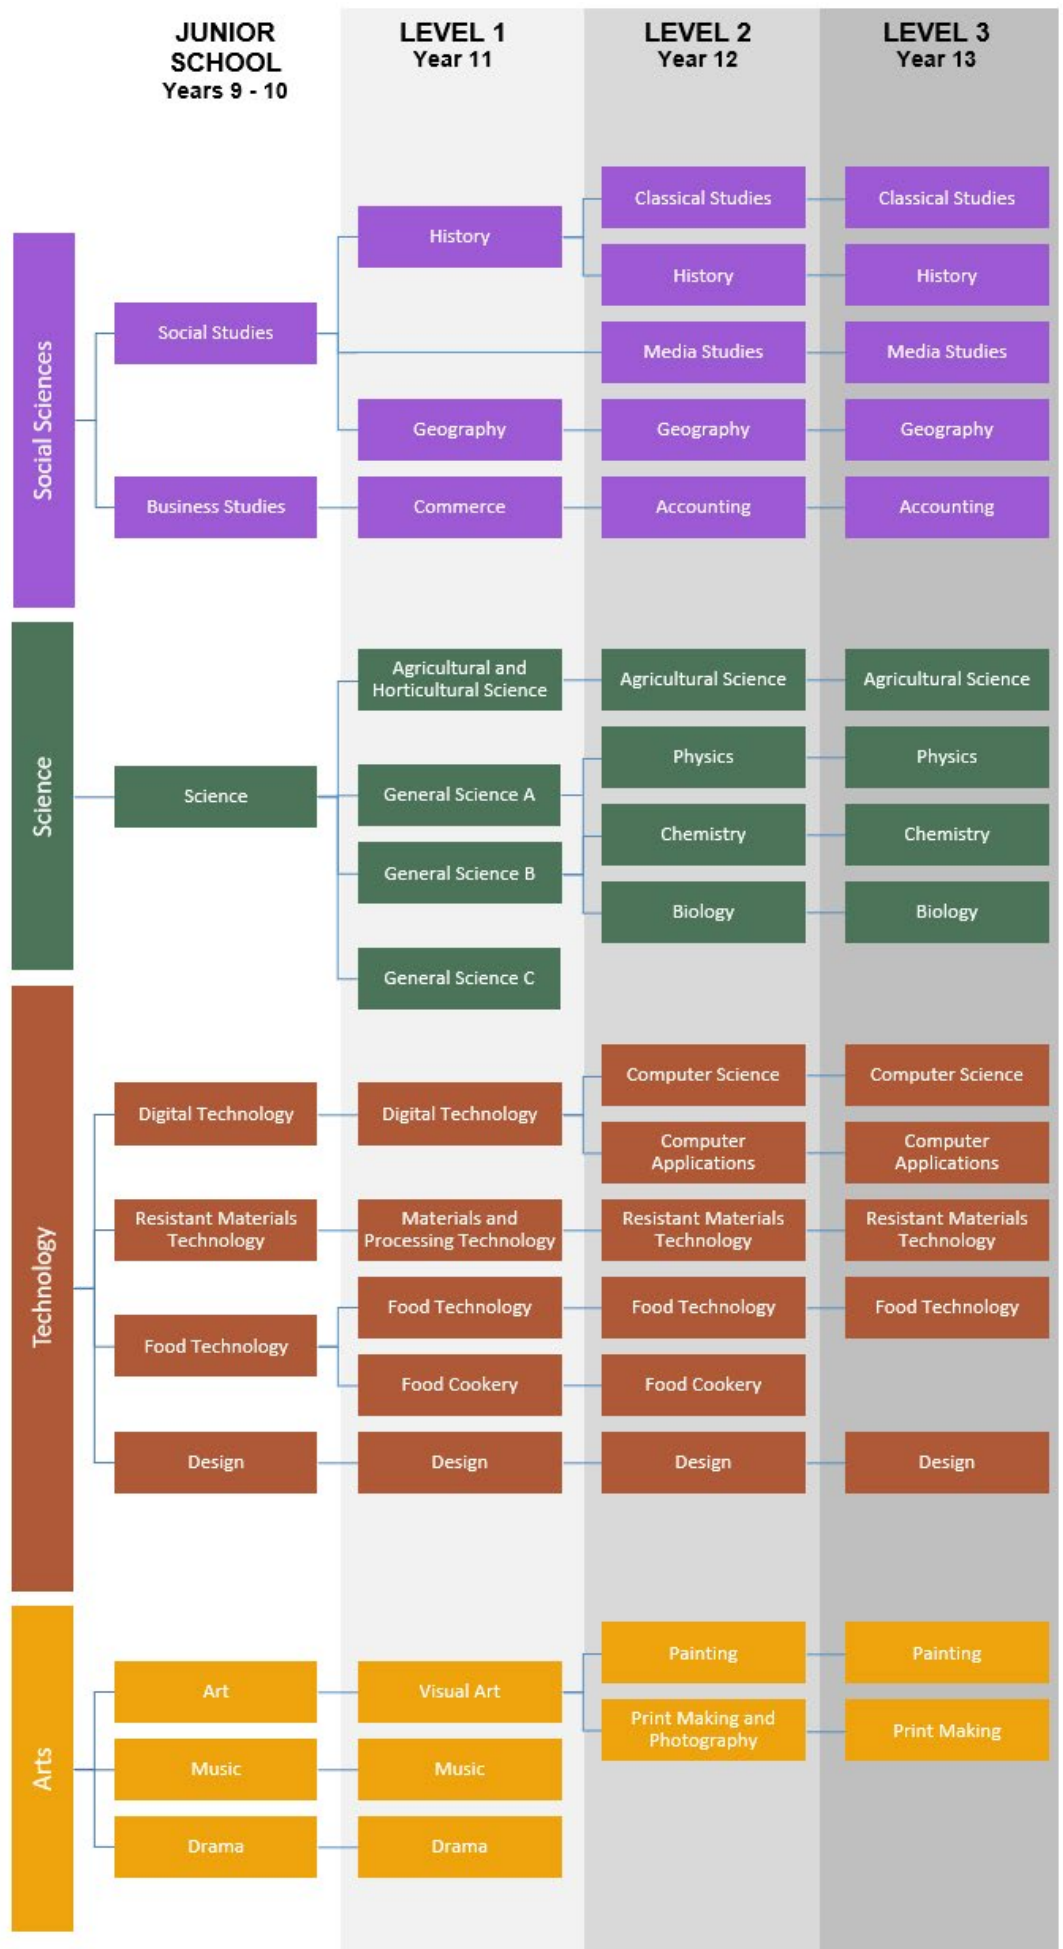 JUNIOR
SCHOOL
Years 9 - 10
LEVEL 1
Year 11
LEVEL 2
Year 12
LEVEL 3
Year 13
Social Sciences
Social Studies
Business Studies
History
Geography
Commerce
Classical Studies
History
Media Studies
Geography
Accounting
Classical Studies
History
Media Studies
Geography
Accounting
Science
Science
Agricultural and
Horticultural Science
General Science A
General Science B
General Science C
Agricultural Science
Physics
Chemistry
Biology
Agricultural Science
Physics
Chemistry
Biology
Technology
Digital Technology
Resistant Materials
Technology
Food Technology
Design
Digital Technology
Materials and
Processing Technology
Food Technology
Food Cookery
Design
Computer Science
Computer
Applications
Resistant Materials
Technology
Food Technology
Food Cookery
Design
Computer Science
Computer
Applications
Resistant Materials
Technology
Food Technology
Design
Arts
Art
Music
Drama
Visual Art
Music
Drama
Painting
Print Making and
Photography
Painting
Print Making